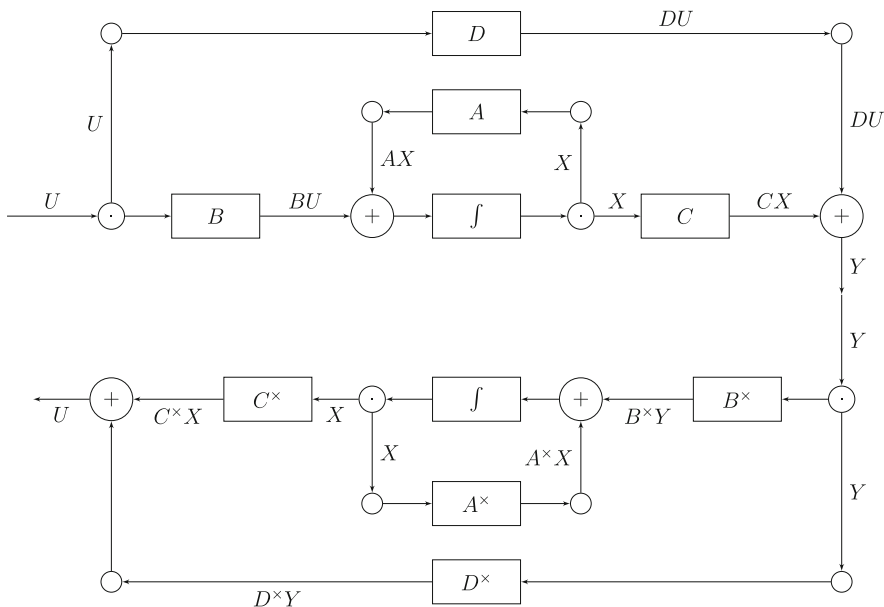 D DU
U A DU
AX X
U B BU + ∫ · X C CX +
·
Y
Y
U + C×X C× X · ∫ + B×Y B× ·
X A×X Y
A×
D×Y D×